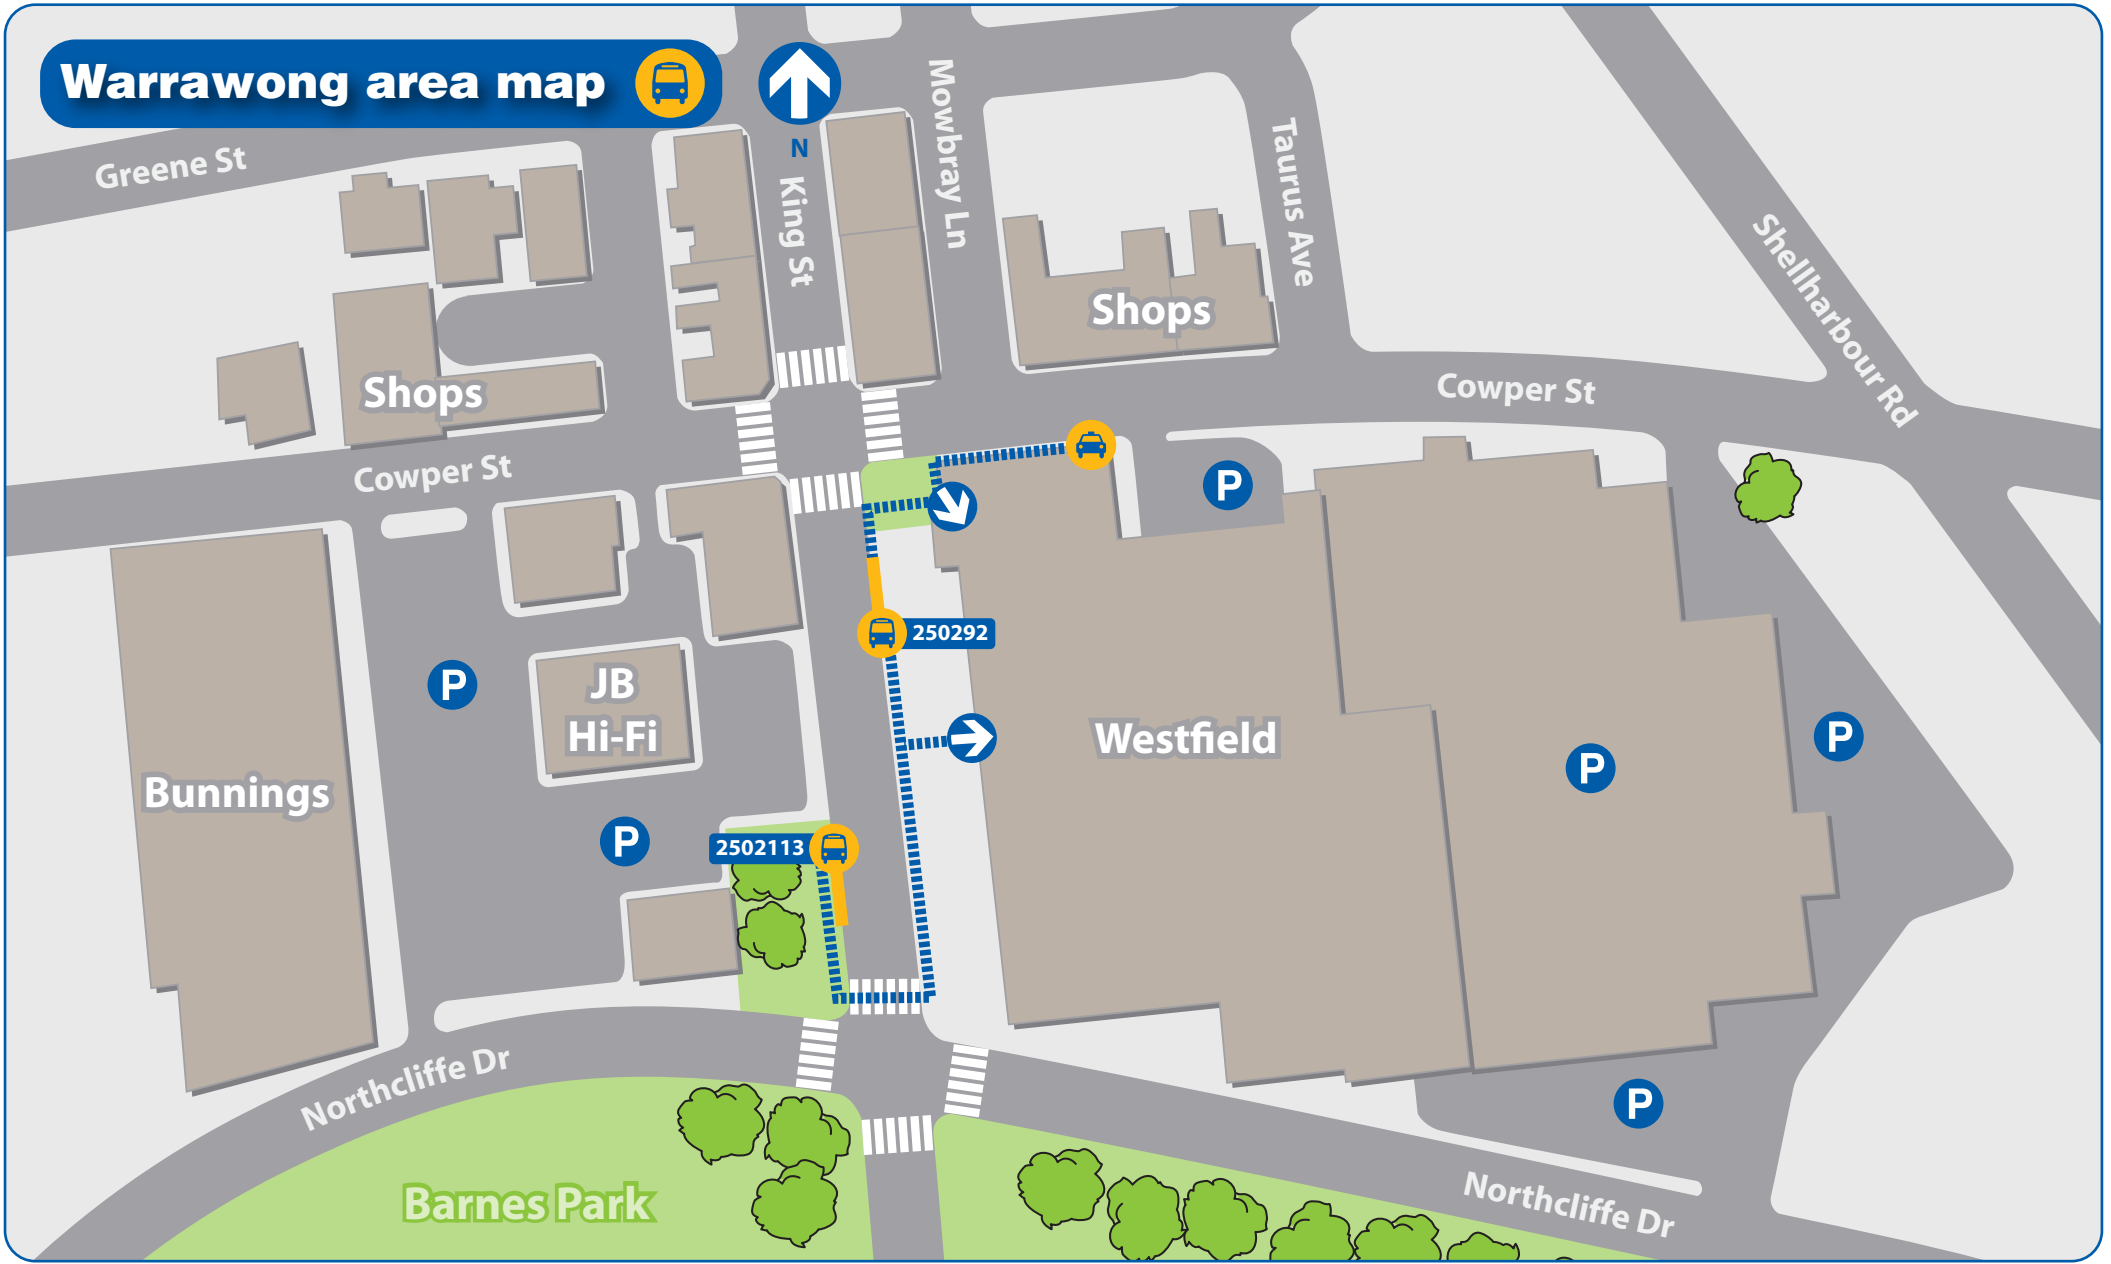 Warrawong area map
N
Greene St
King St
Mowbray Ln
Taurus Ave
Shellharbour Rd
Shops
Shops
Cowper St
Cowper St
P
250292
P
JB
Hi-Fi
Westfield
P
P
Bunnings
P
2502113
Northcliffe Dr
P
Barnes Park
Northcliffe Dr